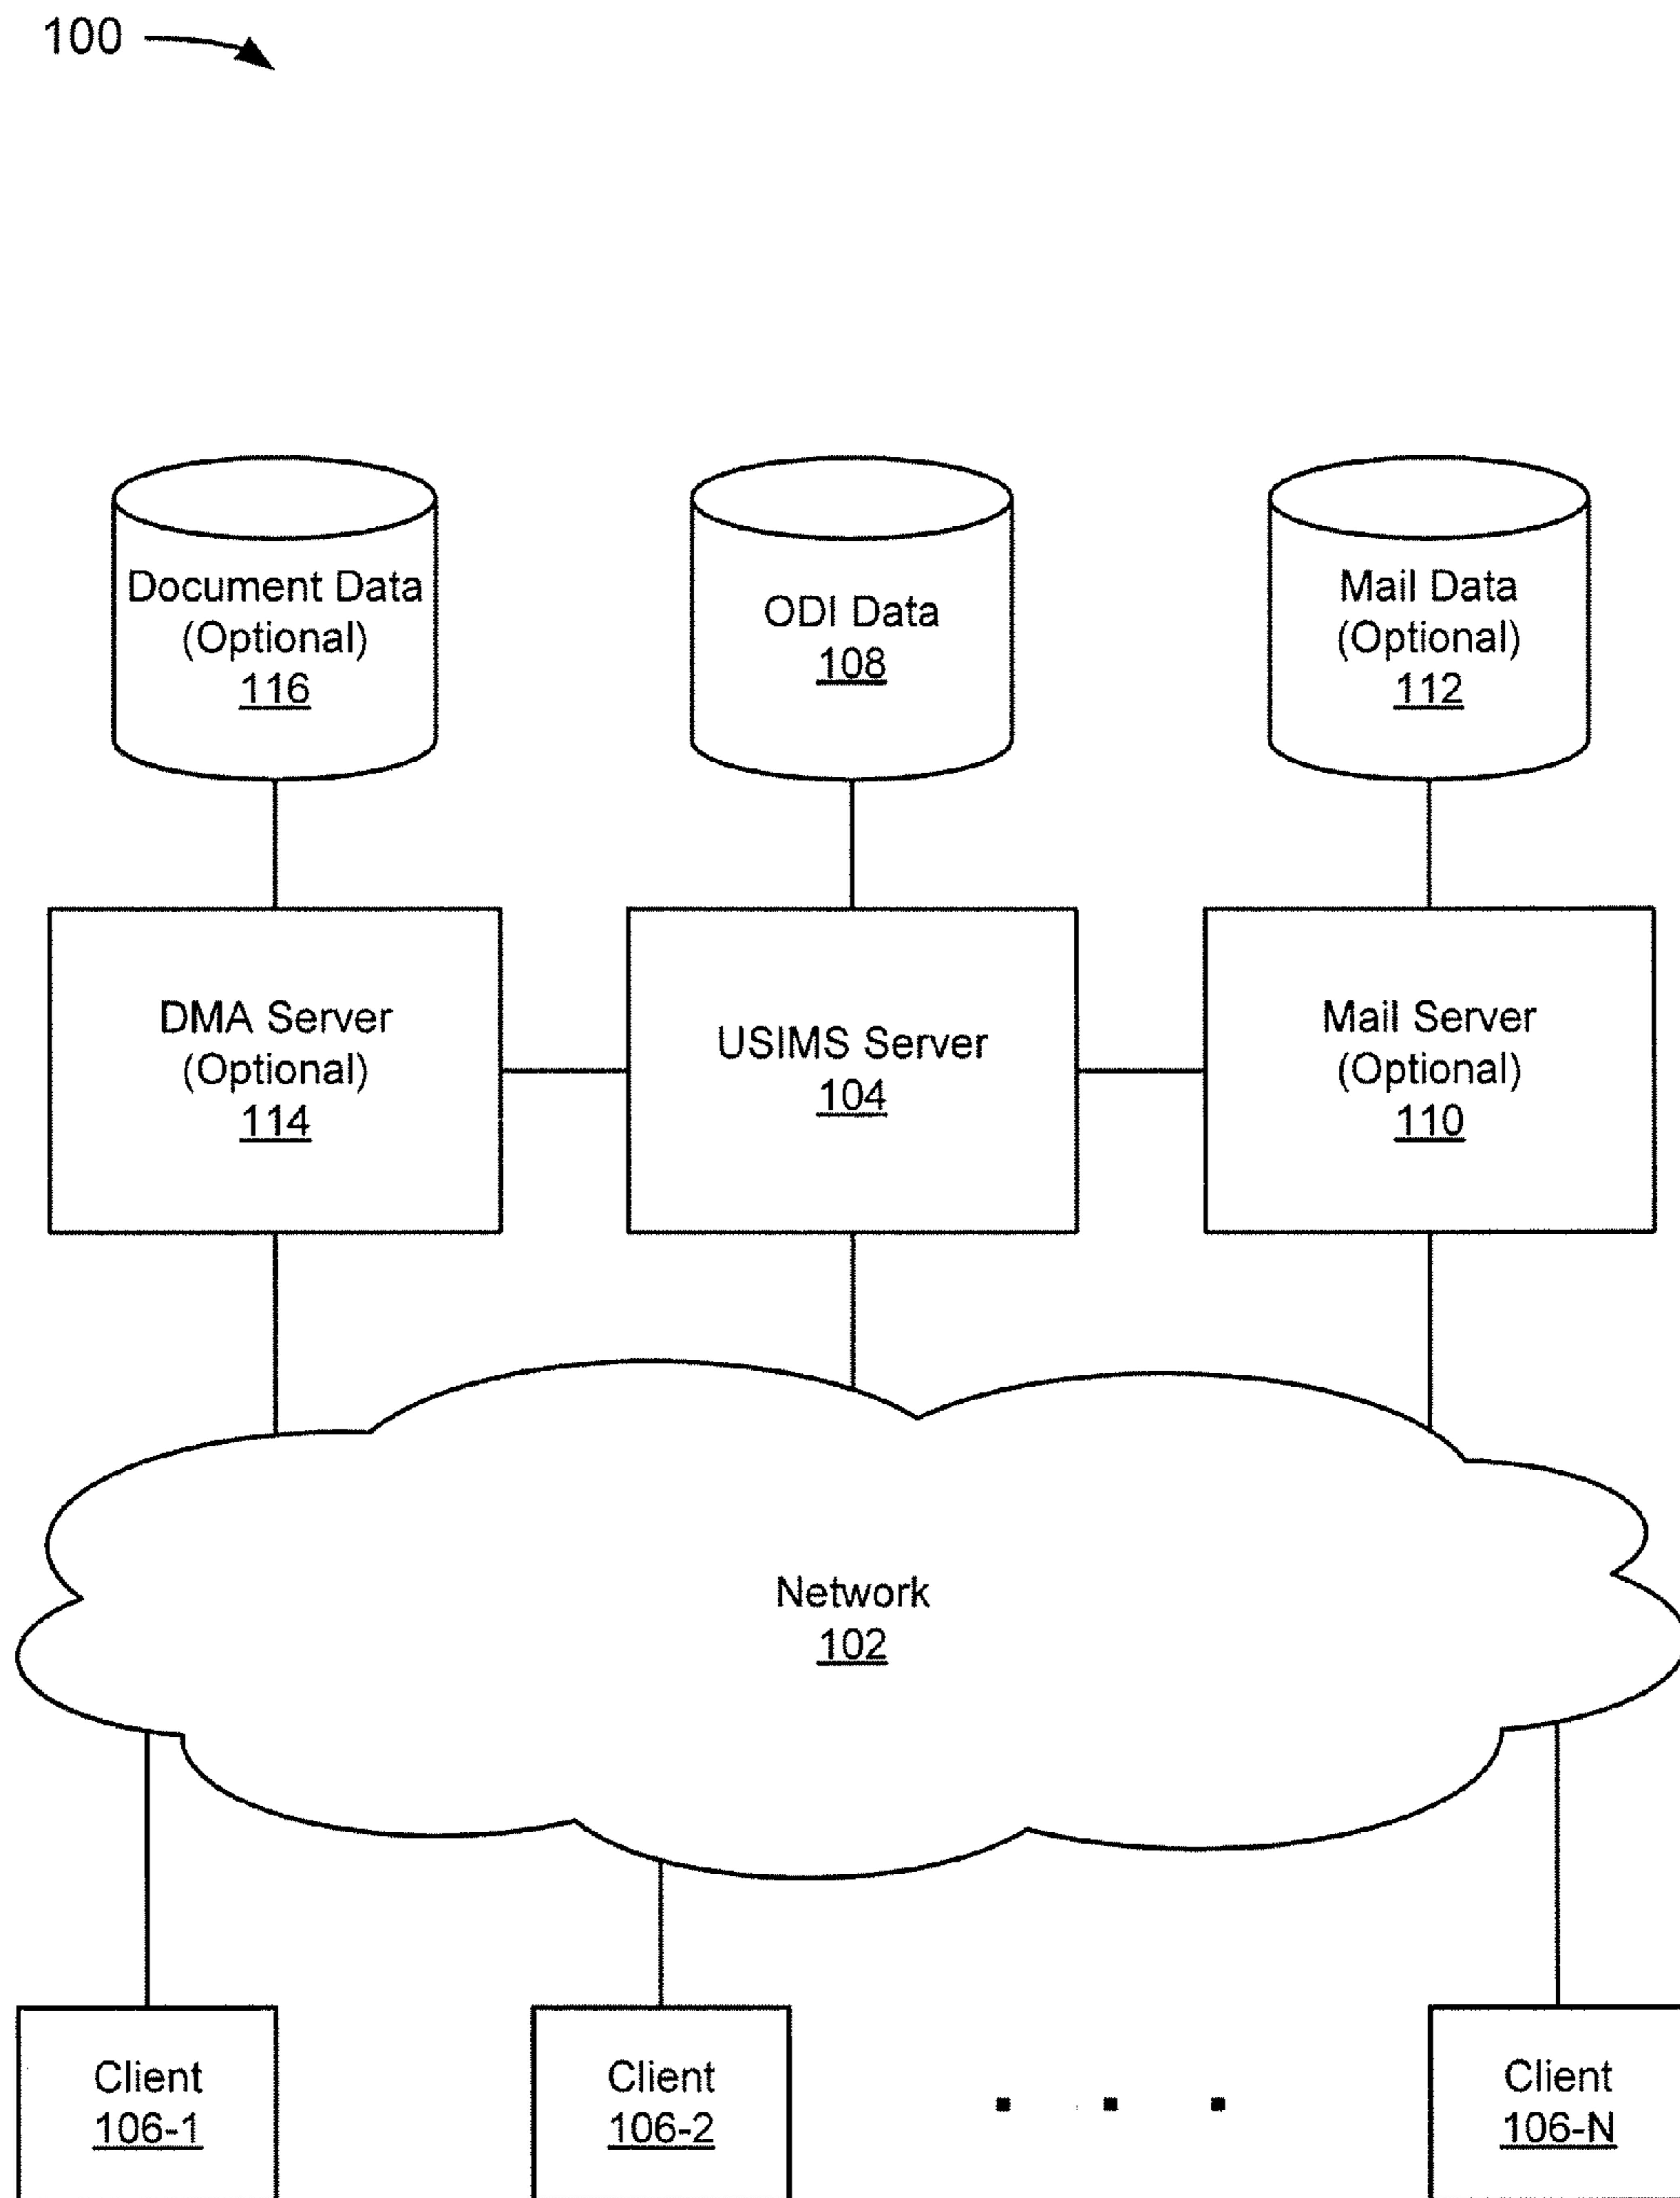 100
Document Data
(Optional)
116
ODI Data
108
Mail Data
(Optional)
112
DMA Server
(Optional)
114
USIMS Server
104
Mail Server
(Optional)
110
Network
102
Client
106-1
Client
106-2
Client
106-N